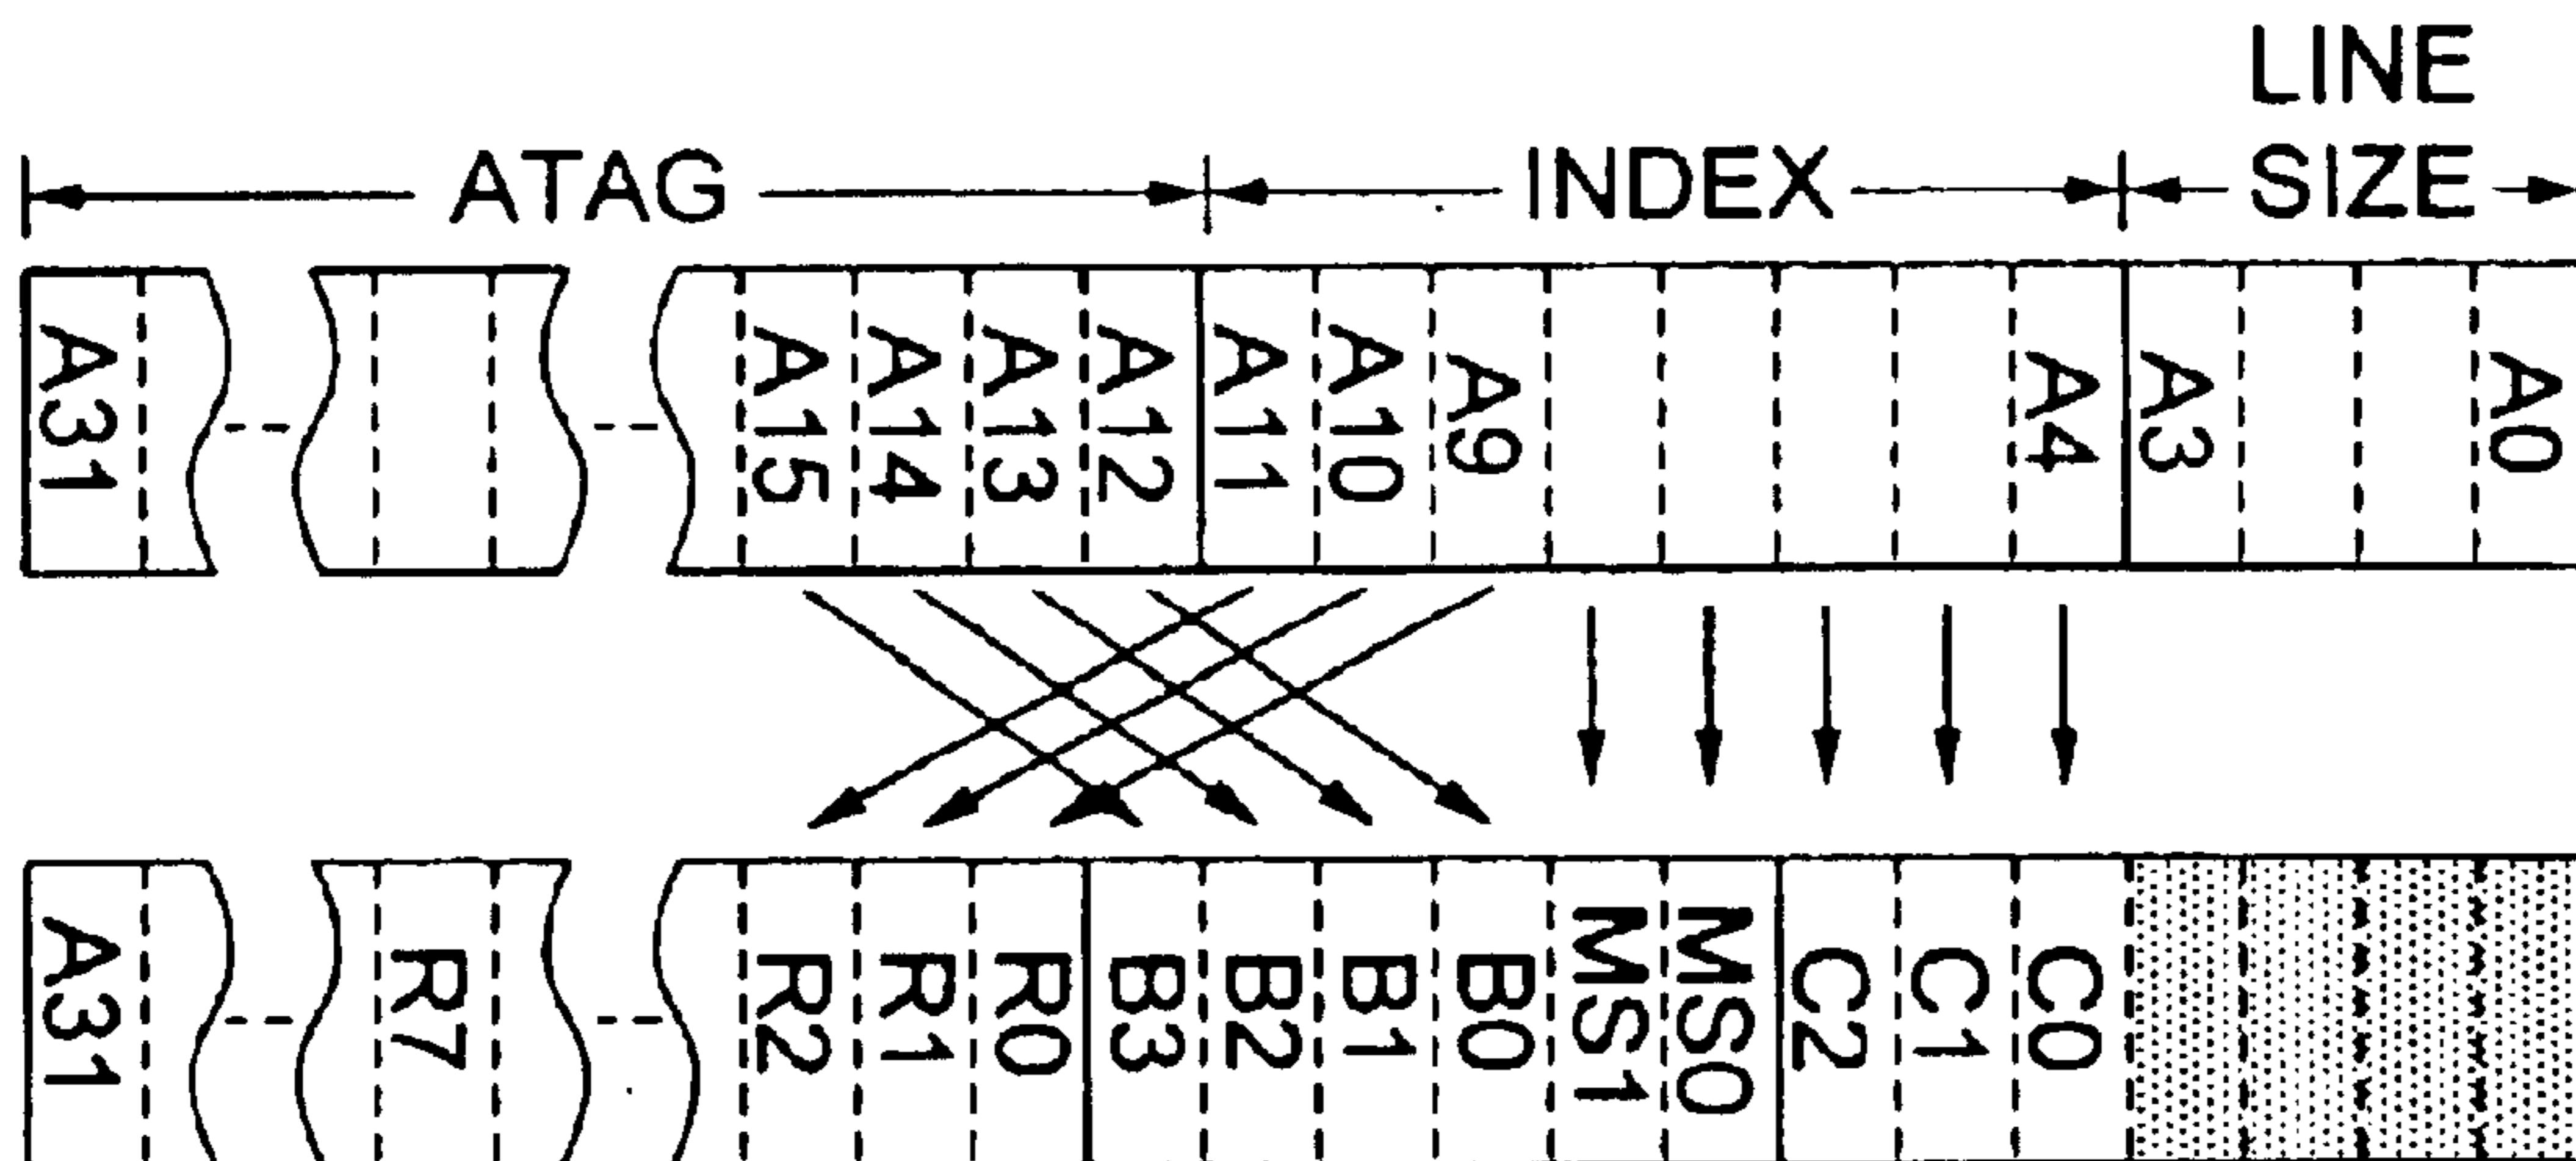 LINE
ATAG INDEX SIZE
A31 A15 A14 A13 A12 A11 A10 A9 A4 A3 A0
A31 R7 R2 R1 R0 B3 B2 B1 B0 MS1 MS0 C2 C1 C0